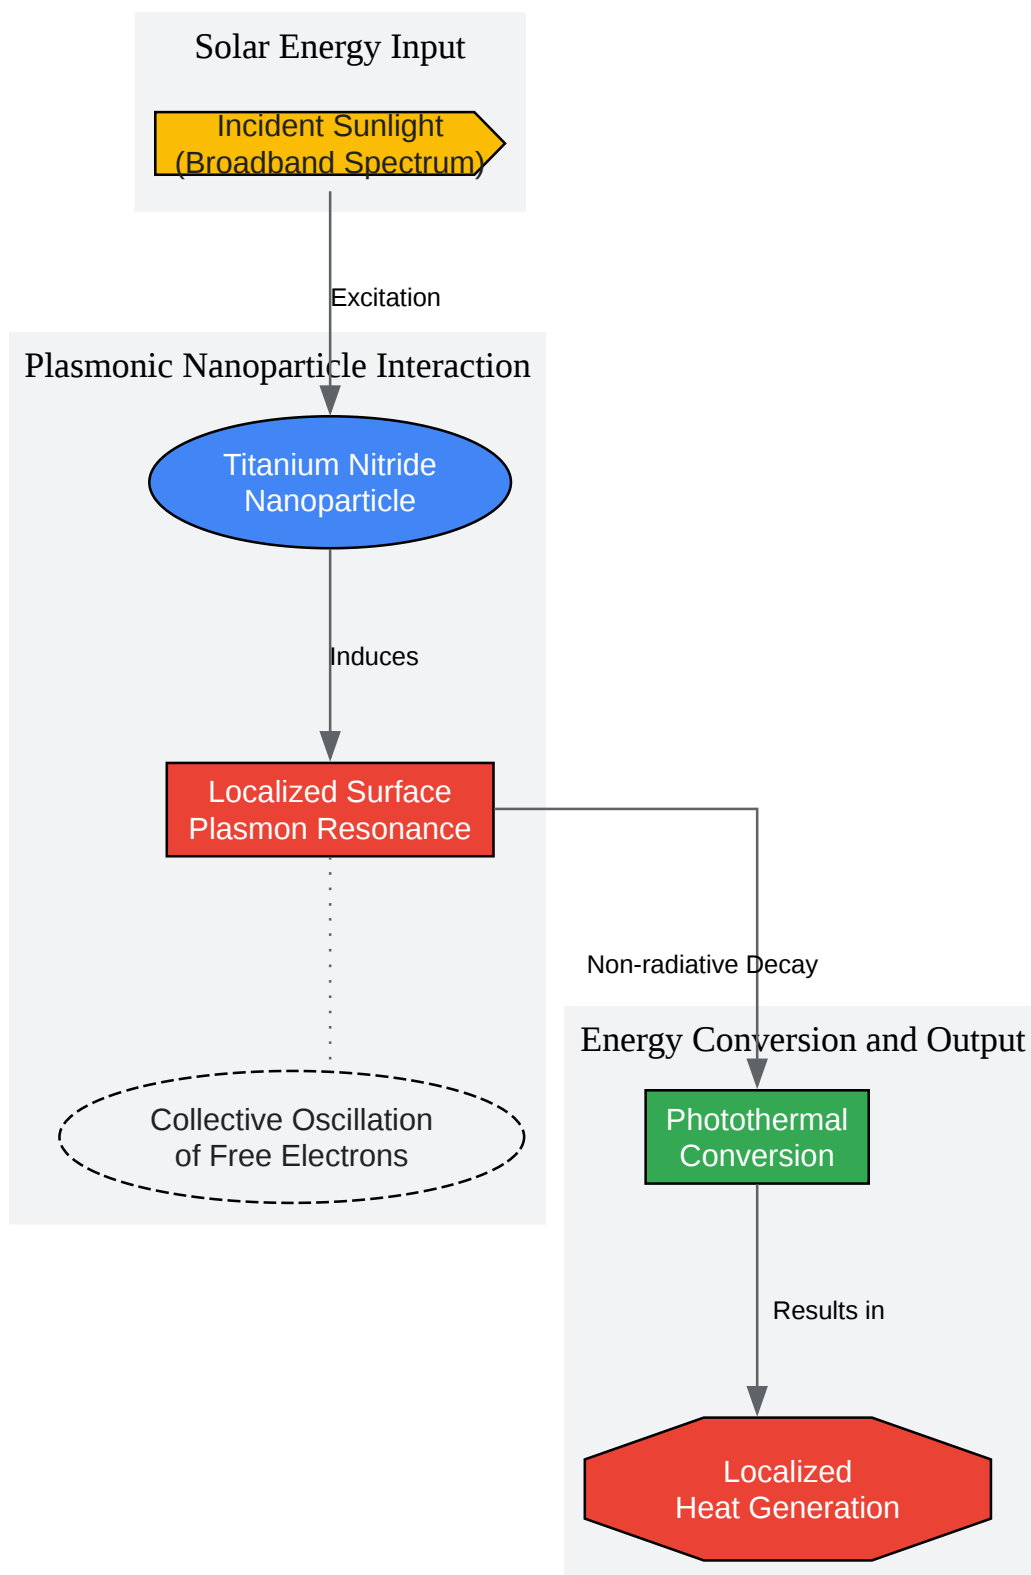 Solar Energy Input
Incident Sunlight
(Broadband Spectrum)
Excitation
Plasmonic Nanoparticle Interaction
Titanium Nitride
Nanoparticle
Induces
Localized Surface
Plasmon Resonance
Non-radiative Decay
Energy Conversion and Output
Collective Oscillation
of Free Electrons
Photothermal
Conversion
Results in
Localized
Heat Generation